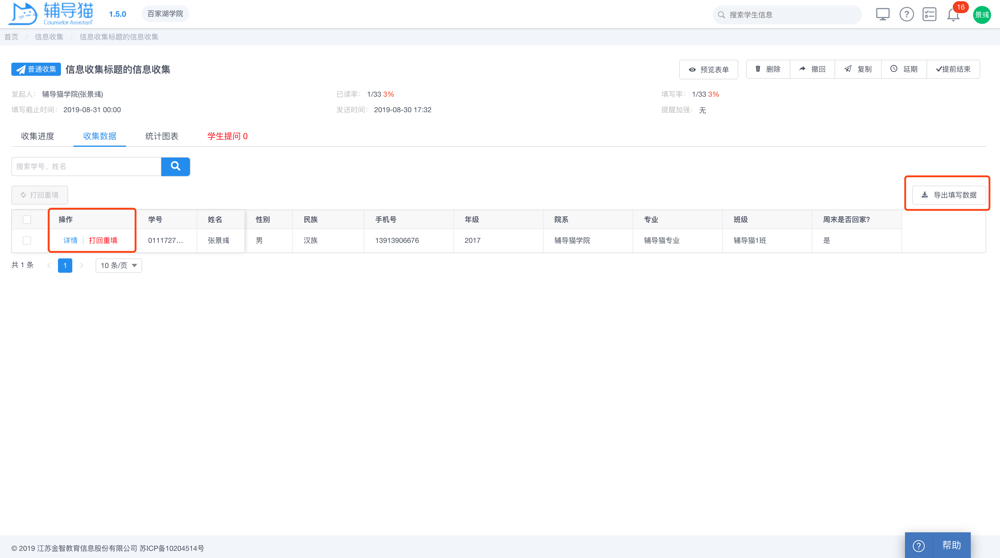 辅导猫
Counselor Assistant
1.5.0
百家湖学院
搜索学生信息
16
景彧
首页 / 信息收集 / 信息收集标题的信息收集
普通收集 信息收集标题的信息收集
预览表单 删除 撤回 复制 延期 提前结束
发起人: 辅导猫学院(张景彧) 已读率: 1/33 3% 填写率: 1/33 3%
填写截止时间: 2019-08-31 00:00 发送时间: 2019-08-30 17:32 提醒加强: 无
收集进度 收集数据 统计图表 学生提问 0
搜索学号、姓名
打回重填 导出填写数据
操作 学号 姓名 性别 民族 手机号 年级 院系 专业 班级 周末是否回家?
详情 | 打回重填 0111727... 张景彧 男 汉族 13913906676 2017 辅导猫学院 辅导猫专业 辅导猫1班 是
共 1 条 < 1 > 10 条/页
© 2019 江苏金智教育信息股份有限公司 苏ICP备10204514号
? 帮助